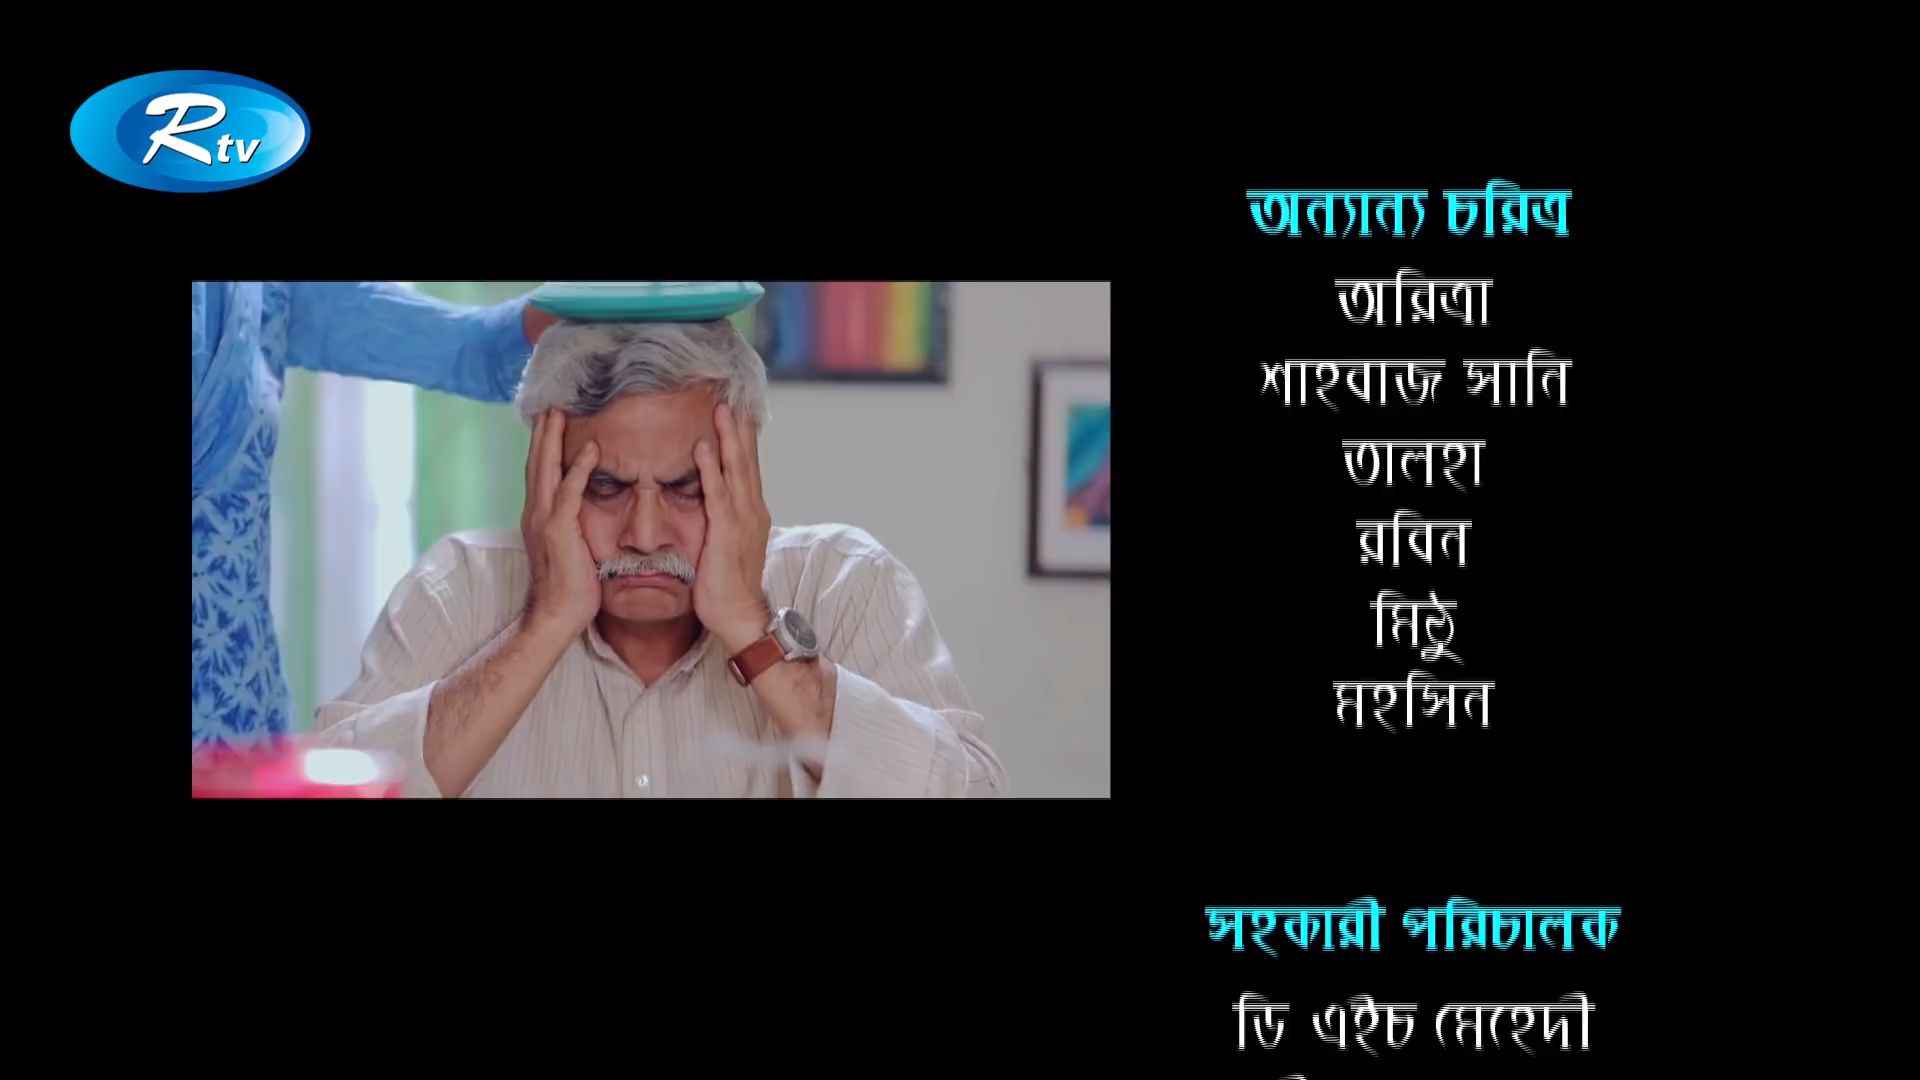 Rtv
অন্যান্য চরিত্র
অরিত্রা
শাহবাজ সানি
তালহা
রবিন
মিঠু
মহসিন
সহকারী পরিচালক
ডি এইচ মেহেদী